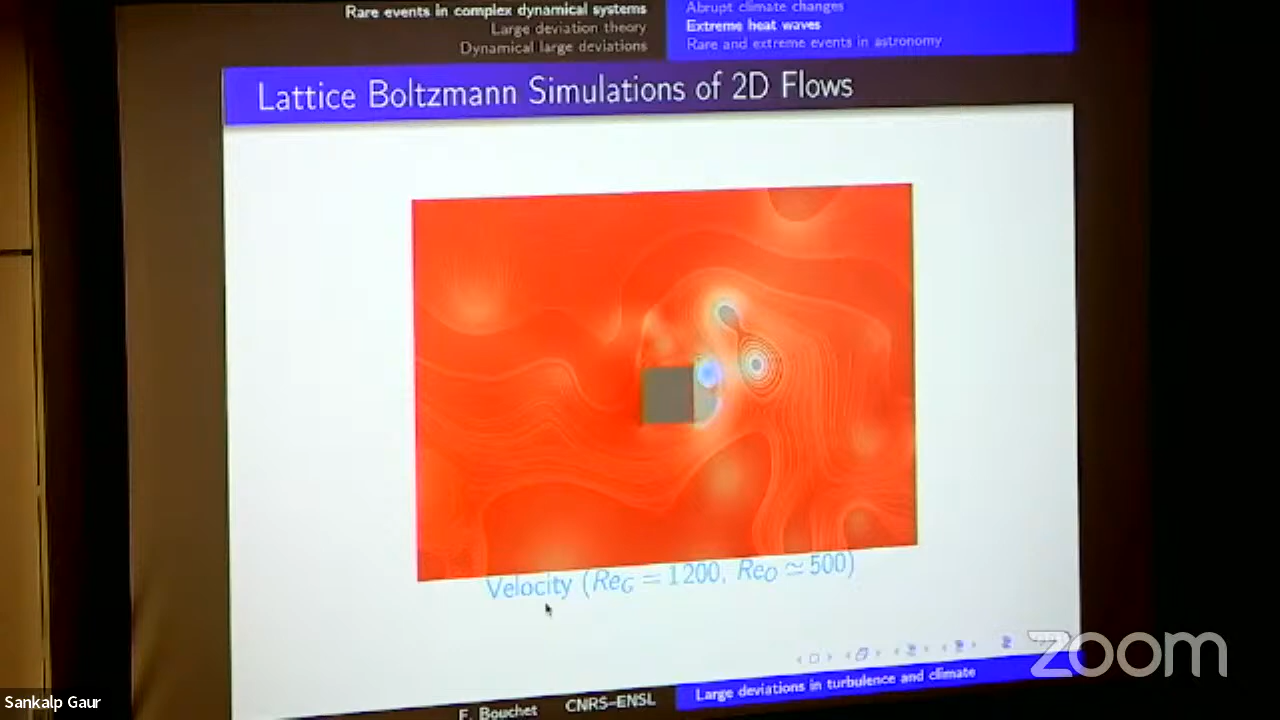 Rare events in complex dynamical systems
Large deviation theory
Dynamical large deviations
Abrupt climate changes
Extreme heat waves
Rare and extreme events in astronomy
Lattice Boltzmann Simulations of 2D Flows
Velocity (Re_G = 1200, Re_O ≃ 500)
zoom
F. Bouchet CNRS–ENSL
Large deviations in turbulence and climate
Sankalp Gaur